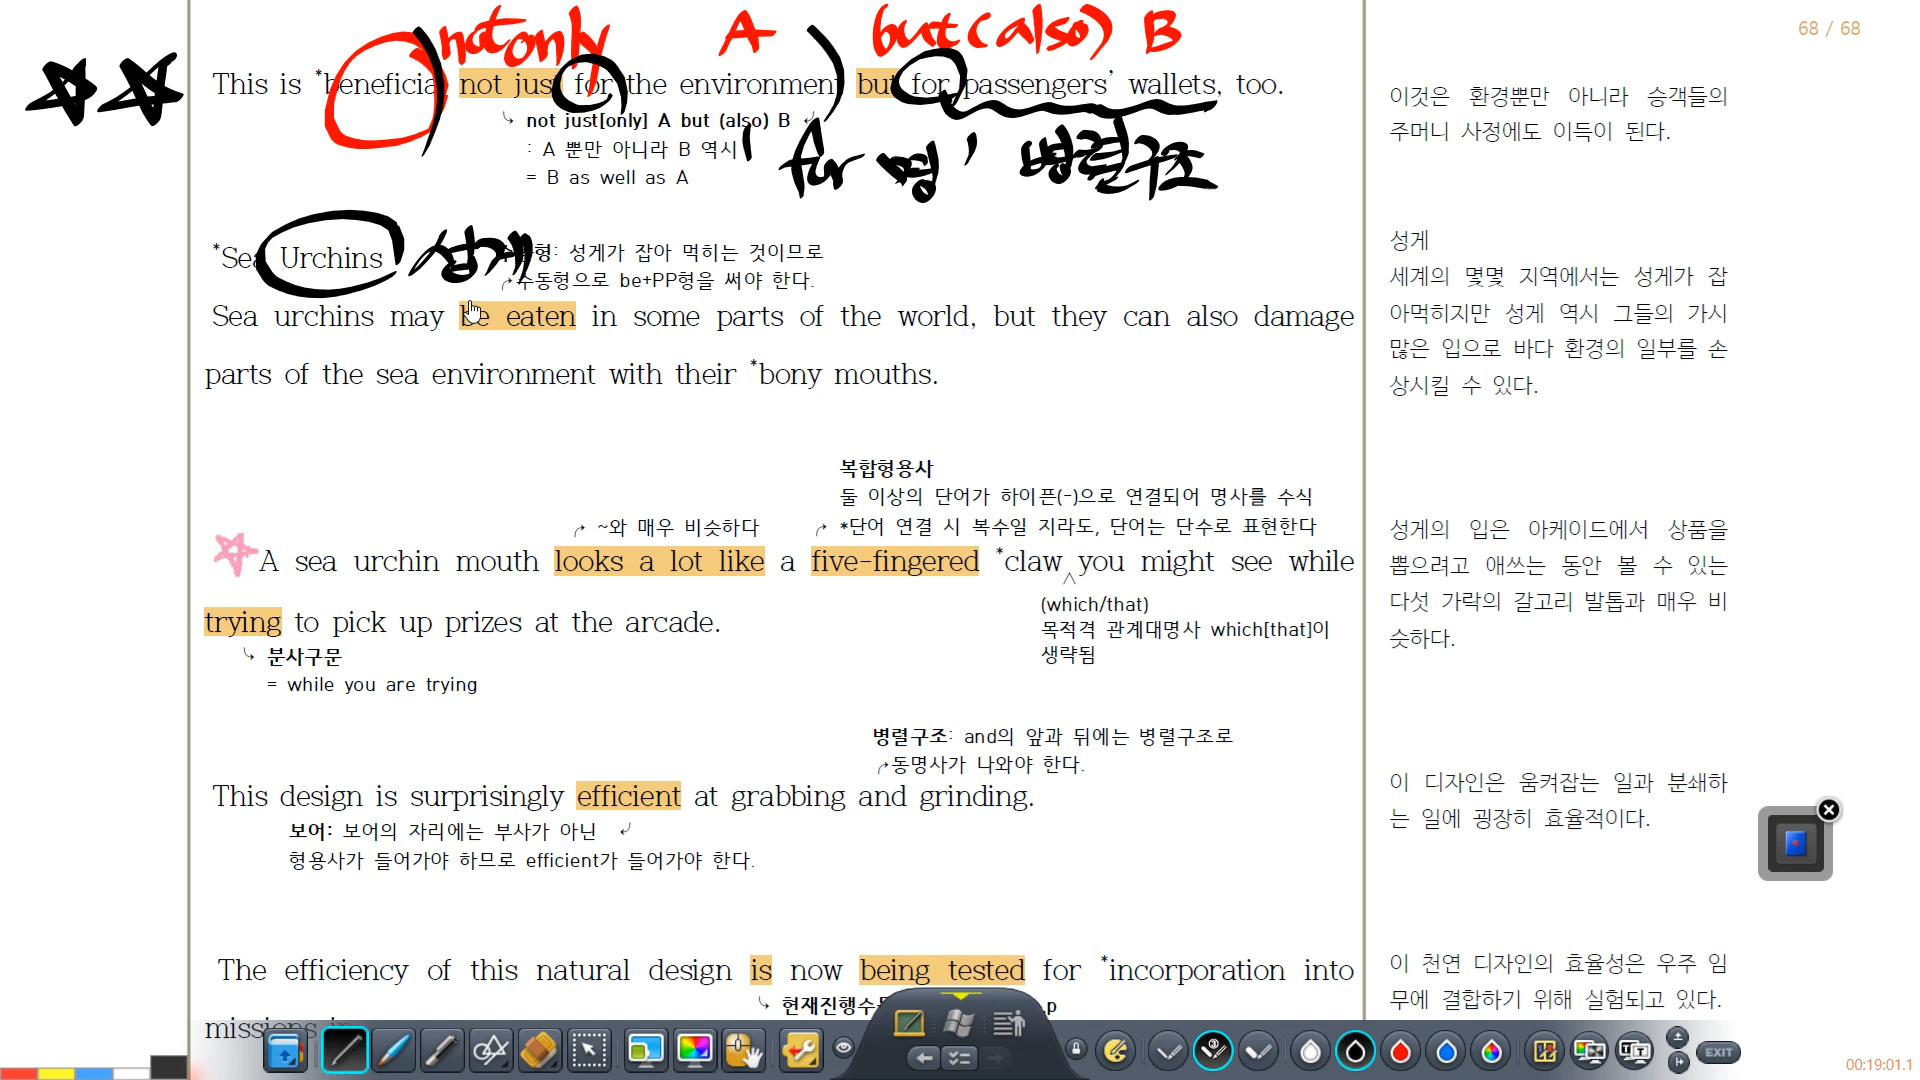 not only A but (also) B
68 / 68
This is *beneficial not just for the environment but for passengers' wallets, too.
이것은 환경뿐만 아니라 승객들의
주머니 사정에도 이득이 된다.
not just[only] A but (also) B
: A 뿐만 아니라 B 역시
= B as well as A
' for 명 ' 병렬구조
*Sea Urchins
성게
: 성게가 잡아 먹히는 것이므로
수동형으로 be+PP형을 써야 한다.
성게
Sea urchins may be eaten in some parts of the world, but they can also damage
parts of the sea environment with their *bony mouths.
세계의 몇몇 지역에서는 성게가 잡
아먹히지만 성게 역시 그들의 가시
많은 입으로 바다 환경의 일부를 손
상시킬 수 있다.
복합형용사
둘 이상의 단어가 하이픈(-)으로 연결되어 명사를 수식
~와 매우 비슷하다
*단어 연결 시 복수일 지라도, 단어는 단수로 표현한다
A sea urchin mouth looks a lot like a five-fingered *claw you might see while
trying to pick up prizes at the arcade.
(which/that)
목적격 관계대명사 which[that]이
생략됨
분사구문
= while you are trying
성게의 입은 아케이드에서 상품을
뽑으려고 애쓰는 동안 볼 수 있는
다섯 가락의 갈고리 발톱과 매우 비
슷하다.
병렬구조: and의 앞과 뒤에는 병렬구조로
동명사가 나와야 한다.
This design is surprisingly efficient at grabbing and grinding.
보어: 보어의 자리에는 부사가 아닌
형용사가 들어가야 하므로 efficient가 들어가야 한다.
이 디자인은 움켜잡는 일과 분쇄하
는 일에 굉장히 효율적이다.
The efficiency of this natural design is now being tested for *incorporation into
현재진행수 .p
missions in
이 천연 디자인의 효율성은 우주 임
무에 결합하기 위해 실험되고 있다.
EXIT
00:19:01.1